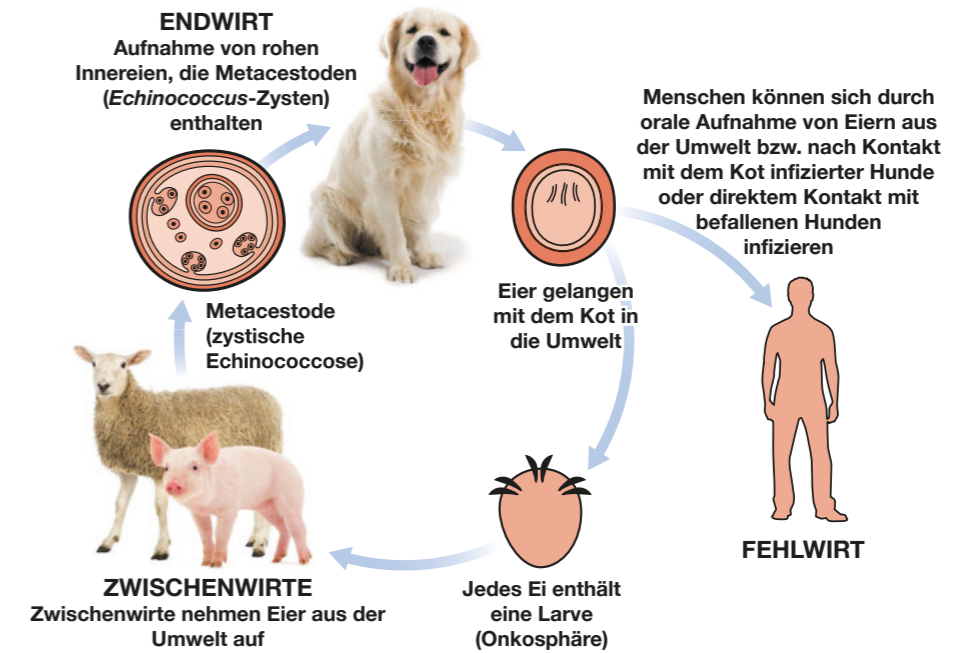 ENDWIRT
Aufnahme von rohen
Innereien, die Metacestoden
(Echinococcus-Zysten)
enthalten
Menschen können sich durch
orale Aufnahme von Eiern aus
der Umwelt bzw. nach Kontakt
mit dem Kot infizierter Hunde
oder direktem Kontakt mit
befallenen Hunden
infizieren
Eier gelangen
mit dem Kot in
die Umwelt
Metacestode
(zystische
Echinococcose)
FEHLWIRT
ZWISCHENWIRTE
Zwischenwirte nehmen Eier aus der
Umwelt auf
Jedes Ei enthält
eine Larve
(Onkosphäre)